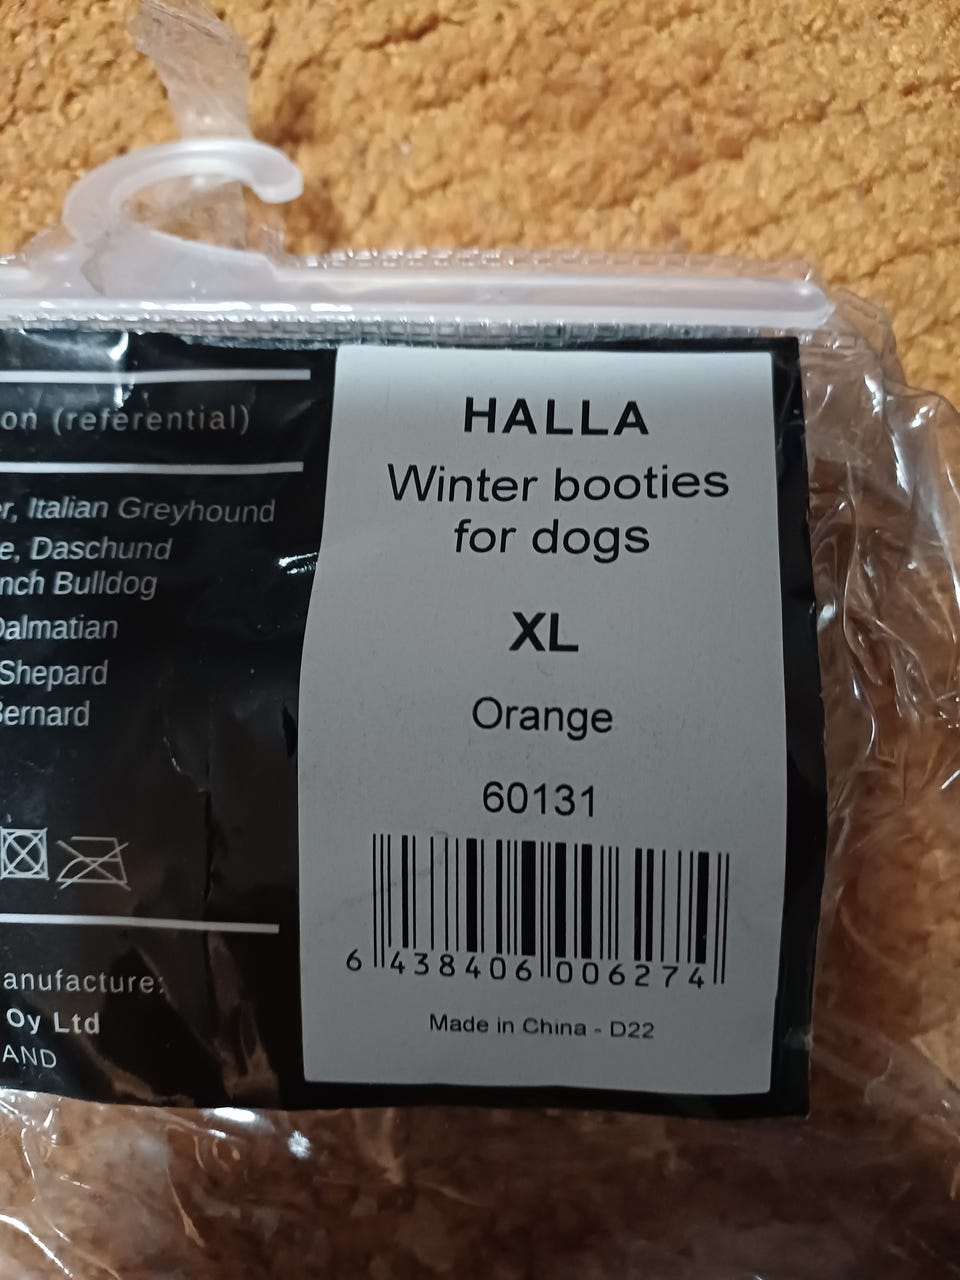 on (referential)
r, Italian Greyhound
e, Daschund
nch Bulldog
Dalmatian
Shepard
Bernard
anufacture:
Oy Ltd
AND
HALLA
Winter booties
for dogs
XL
Orange
60131
6 438406 006274
Made in China - D22